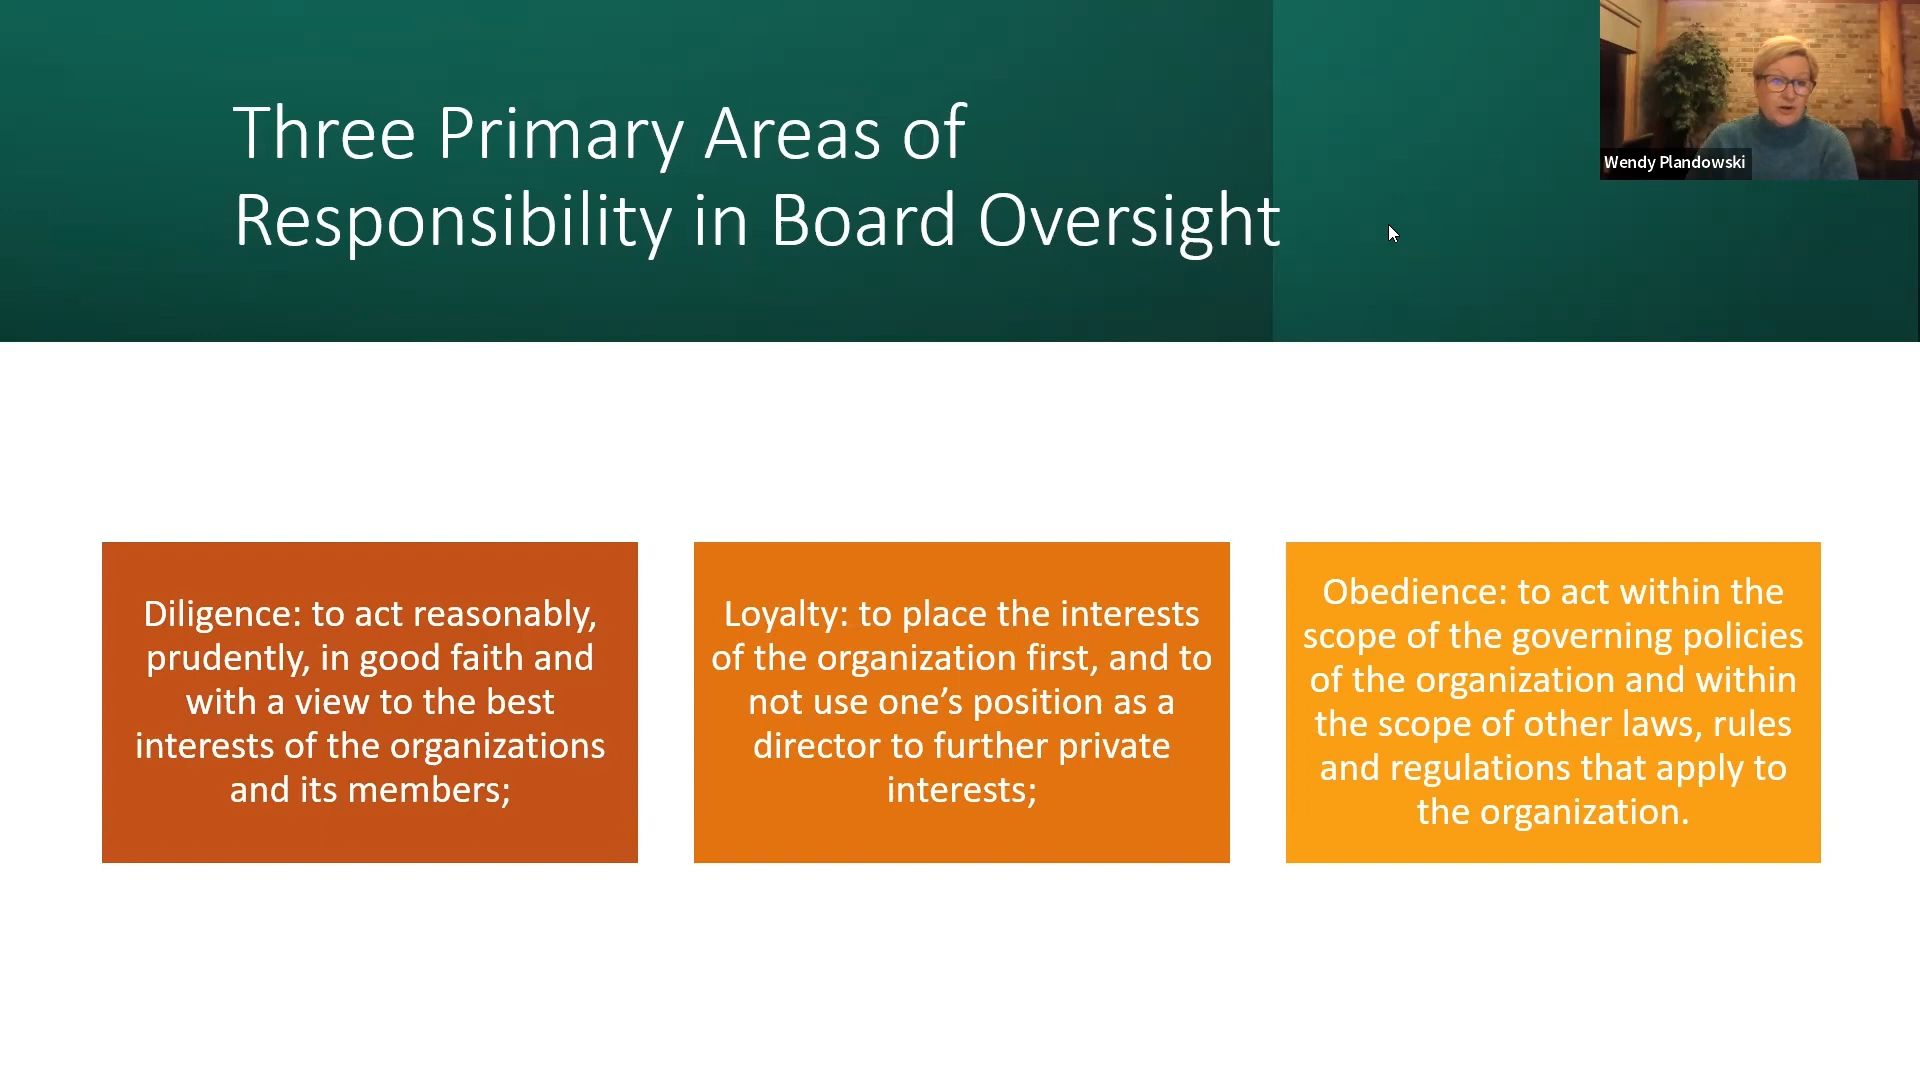 Three Primary Areas of
Responsibility in Board Oversight
Wendy Plandowski
Diligence: to act reasonably,
prudently, in good faith and
with a view to the best
interests of the organizations
and its members;
Loyalty: to place the interests
of the organization first, and to
not use one’s position as a
director to further private
interests;
Obedience: to act within the
scope of the governing policies
of the organization and within
the scope of other laws, rules
and regulations that apply to
the organization.